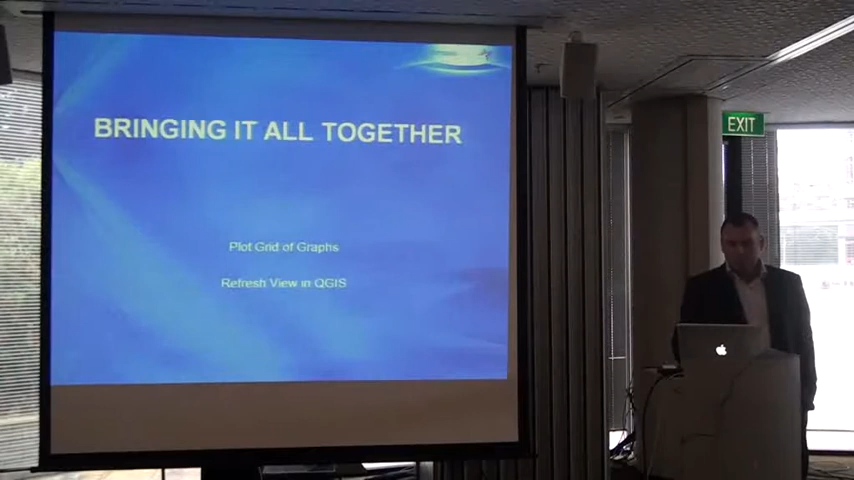 BRINGING IT ALL TOGETHER
Plot Grid of Graphs
Refresh View in QGIS
EXIT